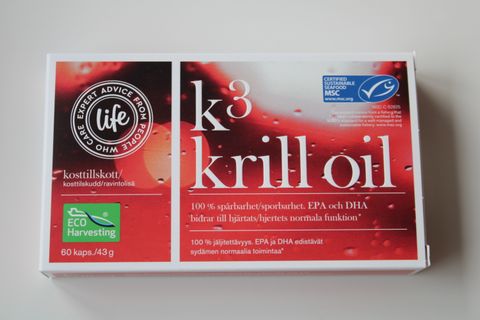 EXPERT ADVICE FROM PEOPLE WHO CARE
life
kosttillskott/
kosttilskudd/ravintolisä
ECO
Harvesting
60 kaps./43 g
CERTIFIED
SUSTAINABLE
SEAFOOD
MSC
www.msc.org
k3
krill oil
100 % spårbarhet/sporbarhet. EPA och DHA
bidrar till hjärtats/hjertets normala funktion*
100 % jäljitettävyys. EPA ja DHA edistävät
sydämen normaalia toimintaa*